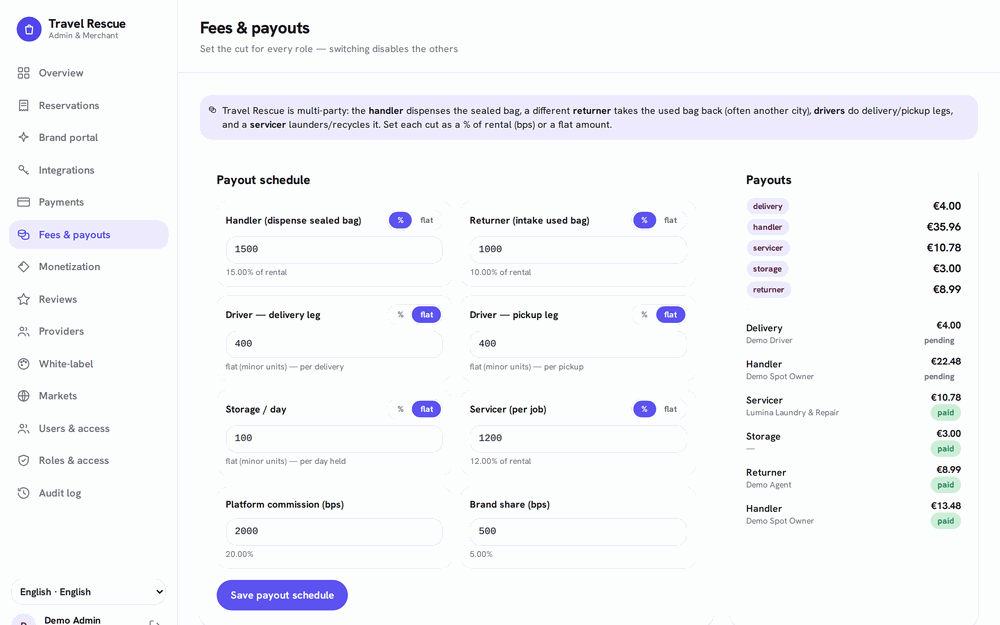 Travel Rescue
Admin & Merchant
Overview
Reservations
Brand portal
Integrations
Payments
Fees & payouts
Monetization
Reviews
Providers
White-label
Markets
Users & access
Roles & access
Audit log
English · English
Demo Admin
Fees & payouts
Set the cut for every role — switching disables the others
Travel Rescue is multi-party: the handler dispenses the sealed bag, a different returner takes the used bag back (often another city), drivers do delivery/pickup legs,
and a servicer launders/recycles it. Set each cut as a % of rental (bps) or a flat amount.
Payout schedule
Handler (dispense sealed bag) % flat
1500
15.00% of rental
Returner (intake used bag) % flat
1000
10.00% of rental
Driver — delivery leg % flat
400
flat (minor units) — per delivery
Driver — pickup leg % flat
400
flat (minor units) — per pickup
Storage / day % flat
100
flat (minor units) — per day held
Servicer (per job) % flat
1200
12.00% of rental
Platform commission (bps)
2000
20.00%
Brand share (bps)
500
5.00%
Save payout schedule
Payouts
delivery €4.00
handler €35.96
servicer €10.78
storage €3.00
returner €8.99
Delivery €4.00
Demo Driver pending
Handler €22.48
Demo Spot Owner pending
Servicer €10.78
Lumina Laundry & Repair paid
Storage €3.00
— paid
Returner €8.99
Demo Agent paid
Handler €13.48
Demo Spot Owner paid